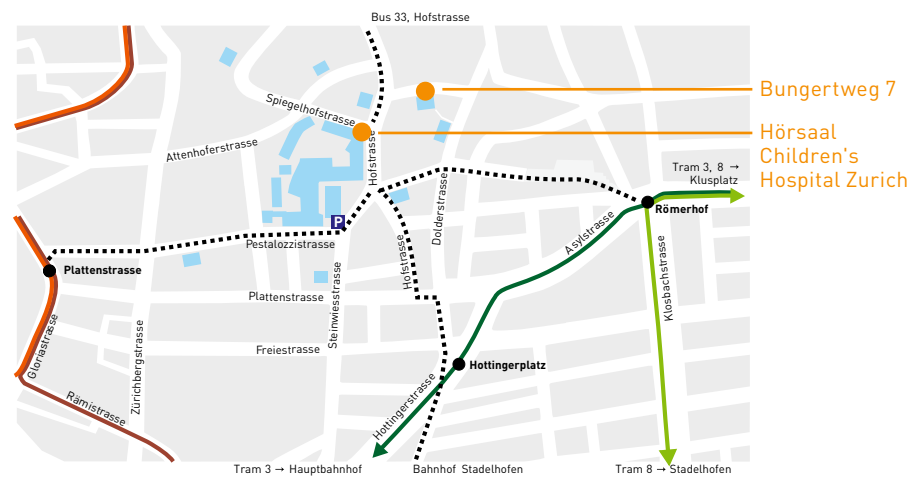 Bus 33, Hofstrasse
Bungertweg 7
Spiegelhofstrasse
Hörsaal
Children's
Hospital Zurich
Attenhoferstrasse
Hofstrasse
Tram 3, 8 →
Klusplatz
Dolderstrasse
Römerhof
P
Asylstrasse
Pestalozzistrasse
Hofstrasse
Plattenstrasse
Klosbachstrasse
Plattenstrasse
Steinwiesstrasse
Gloriastrasse
Zürichbergstrasse
Freiestrasse
Hottingerplatz
Rämistrasse
Hottingerstrasse
Tram 3 → Hauptbahnhof
Bahnhof Stadelhofen
Tram 8 → Stadelhofen